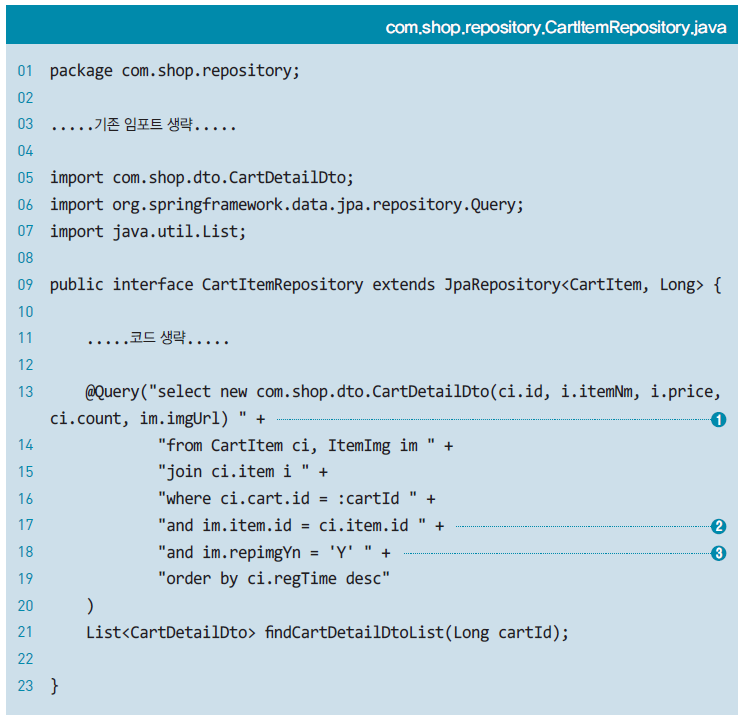 com.shop.repository.CartItemRepository.java
01 package com.shop.repository;
02
03 .....기존 임포트 생략.....
04
05 import com.shop.dto.CartDetailDto;
06 import org.springframework.data.jpa.repository.Query;
07 import java.util.List;
08
09 public interface CartItemRepository extends JpaRepository<CartItem, Long> {
10
11     .....코드 생략.....
12
13     @Query("select new com.shop.dto.CartDetailDto(ci.id, i.itemNm, i.price,
ci.count, im.imgUrl) " + ❶
14             "from CartItem ci, ItemImg im " +
15             "join ci.item i " +
16             "where ci.cart.id = :cartId " +
17             "and im.item.id = ci.item.id " + ❷
18             "and im.repimgYn = 'Y' " + ❸
19             "order by ci.regTime desc"
20     )
21     List<CartDetailDto> findCartDetailDtoList(Long cartId);
22
23 }